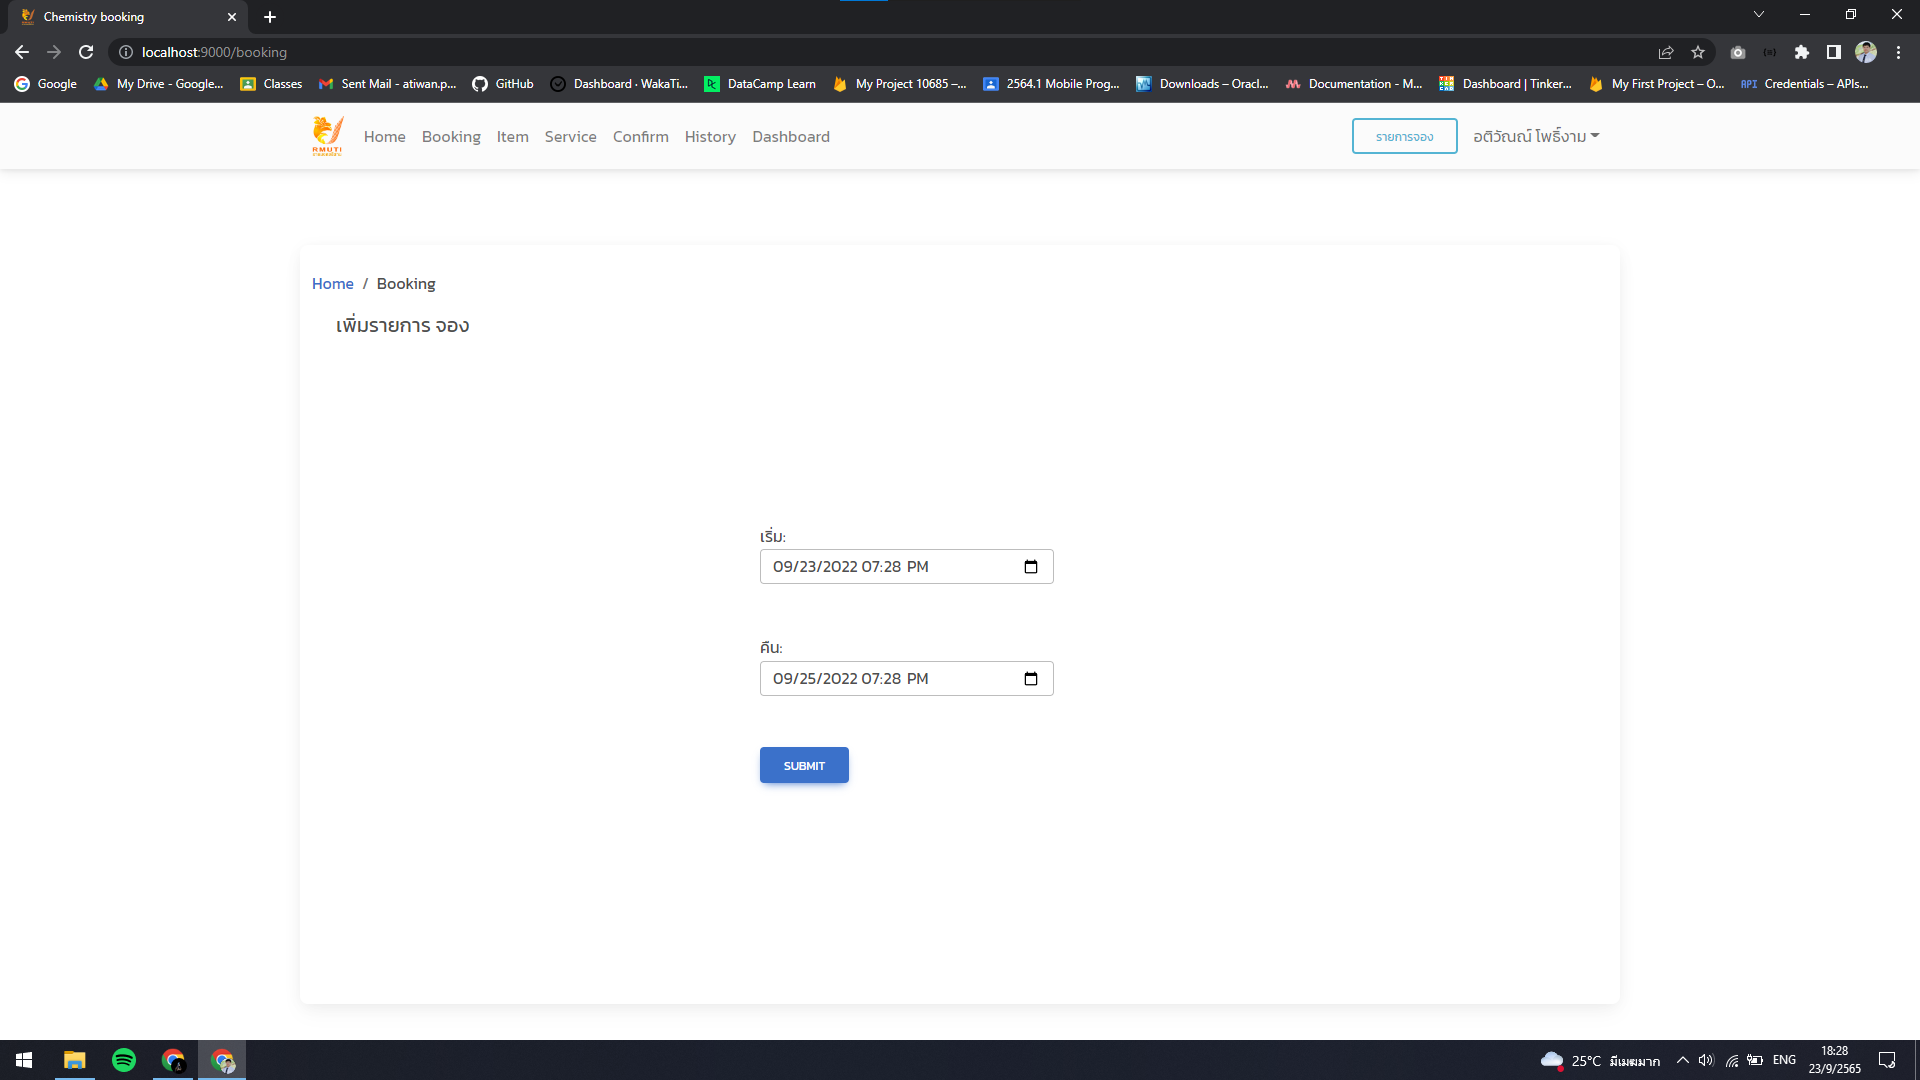 Chemistry booking
localhost:9000/booking
Google My Drive - Google... Classes Sent Mail - atiwan.p... GitHub Dashboard · WakaTi... DataCamp Learn My Project 10685 –... 2564.1 Mobile Prog... Downloads – Oracl... Documentation - M... Dashboard | Tinker... My First Project – O... API Credentials – APIs...
RMUTI Home Booking Item Service Confirm History Dashboard รายการจอง อติวัณณ์ โพธิ์งาม
Home / Booking
เพิ่มรายการ จอง
เริ่ม:
09/23/2022 07:28 PM
คืน:
09/25/2022 07:28 PM
SUBMIT
25°C มีเมฆมาก ENG 18:28
23/9/2565